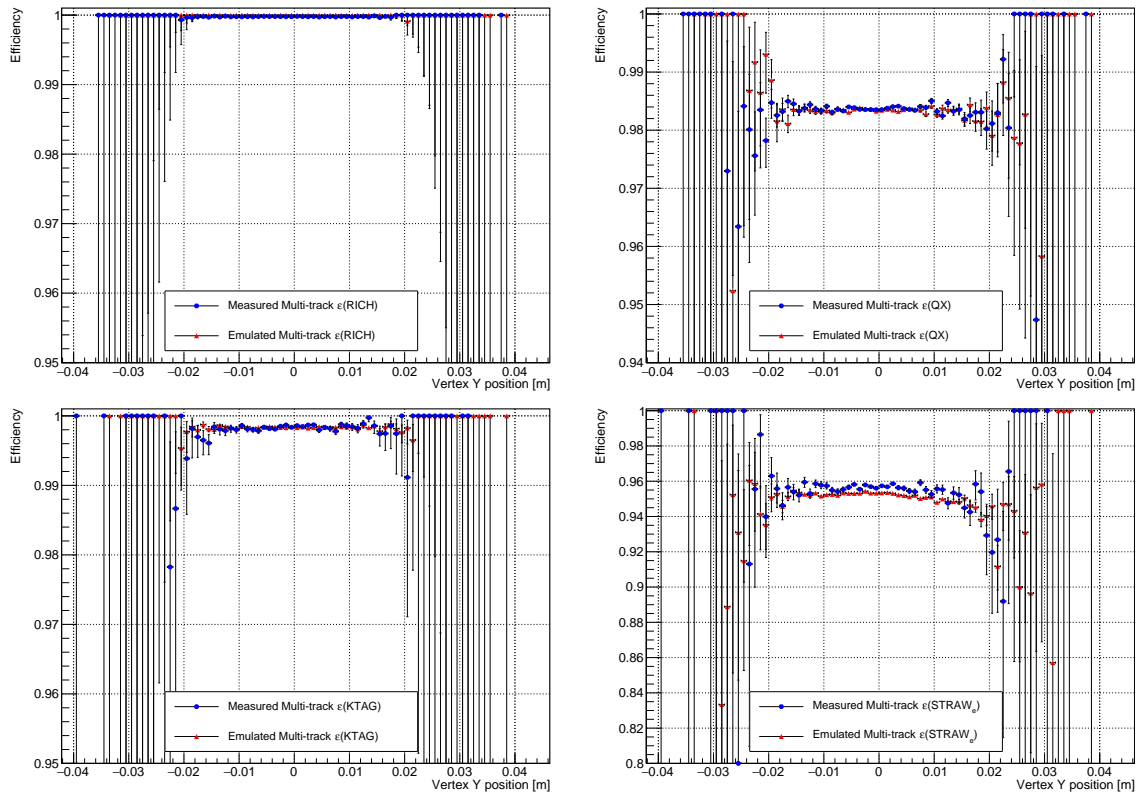 Efficiency
1
0.99
0.98
0.97
0.96
0.95
Measured Multi-track ε(RICH)
Emulated Multi-track ε(RICH)
−0.04 −0.03 −0.02 −0.01 0 0.01 0.02 0.03 0.04
Vertex Y position [m]
Efficiency
1
0.99
0.98
0.97
0.96
0.95
0.94
Measured Multi-track ε(QX)
Emulated Multi-track ε(QX)
−0.04 −0.03 −0.02 −0.01 0 0.01 0.02 0.03 0.04
Vertex Y position [m]
Efficiency
1
0.99
0.98
0.97
0.96
0.95
Measured Multi-track ε(KTAG)
Emulated Multi-track ε(KTAG)
−0.04 −0.03 −0.02 −0.01 0 0.01 0.02 0.03 0.04
Vertex Y position [m]
Efficiency
1
0.98
0.96
0.94
0.92
0.9
0.88
0.86
0.84
0.82
0.8
Measured Multi-track ε(STRAWₑ)
Emulated Multi-track ε(STRAWₑ)
−0.04 −0.03 −0.02 −0.01 0 0.01 0.02 0.03 0.04
Vertex Y position [m]